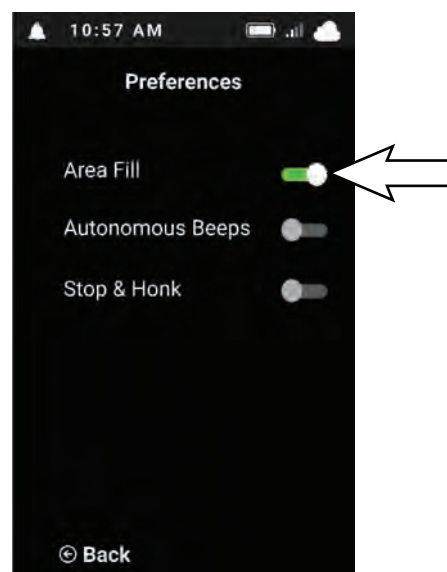 10:57 AM
Preferences
Area Fill
Autonomous Beeps
Stop & Honk
Back